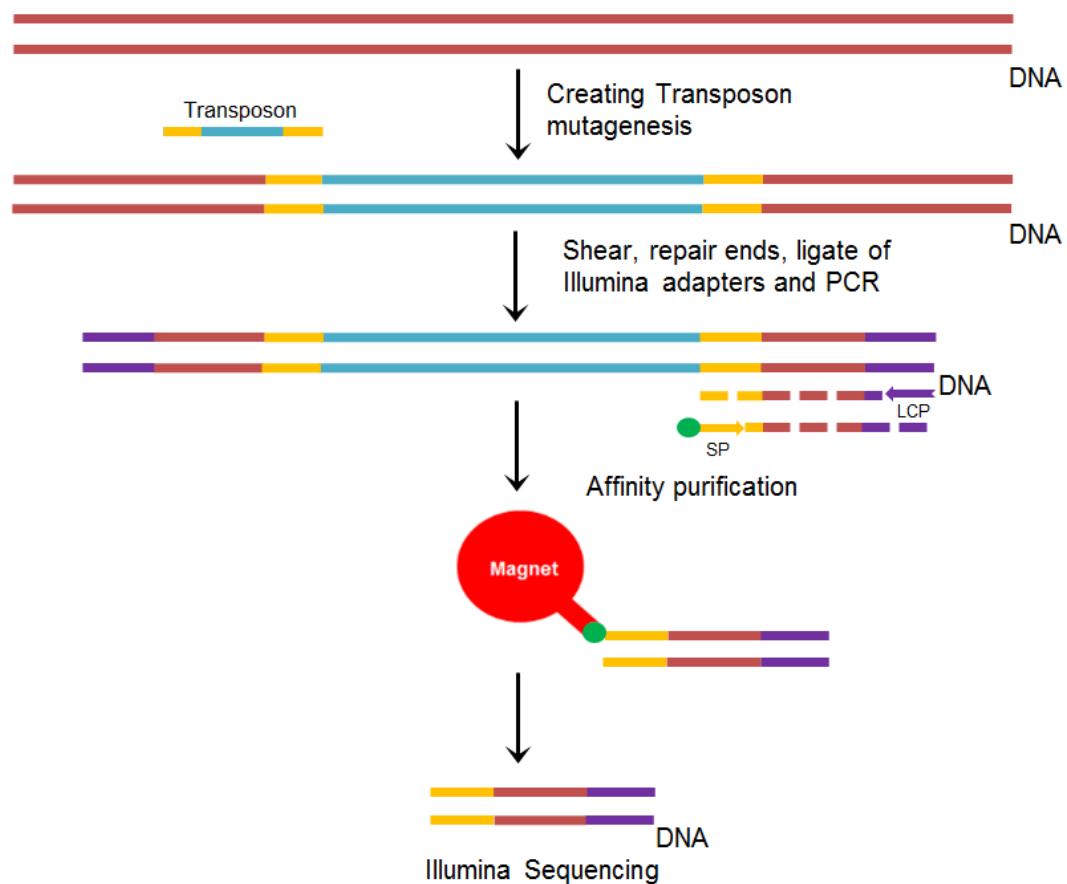 DNA
Transposon
Creating Transposon
mutagenesis
DNA
Shear, repair ends, ligate of
Illumina adapters and PCR
DNA
LCP
SP
Affinity purification
Magnet
DNA
Illumina Sequencing